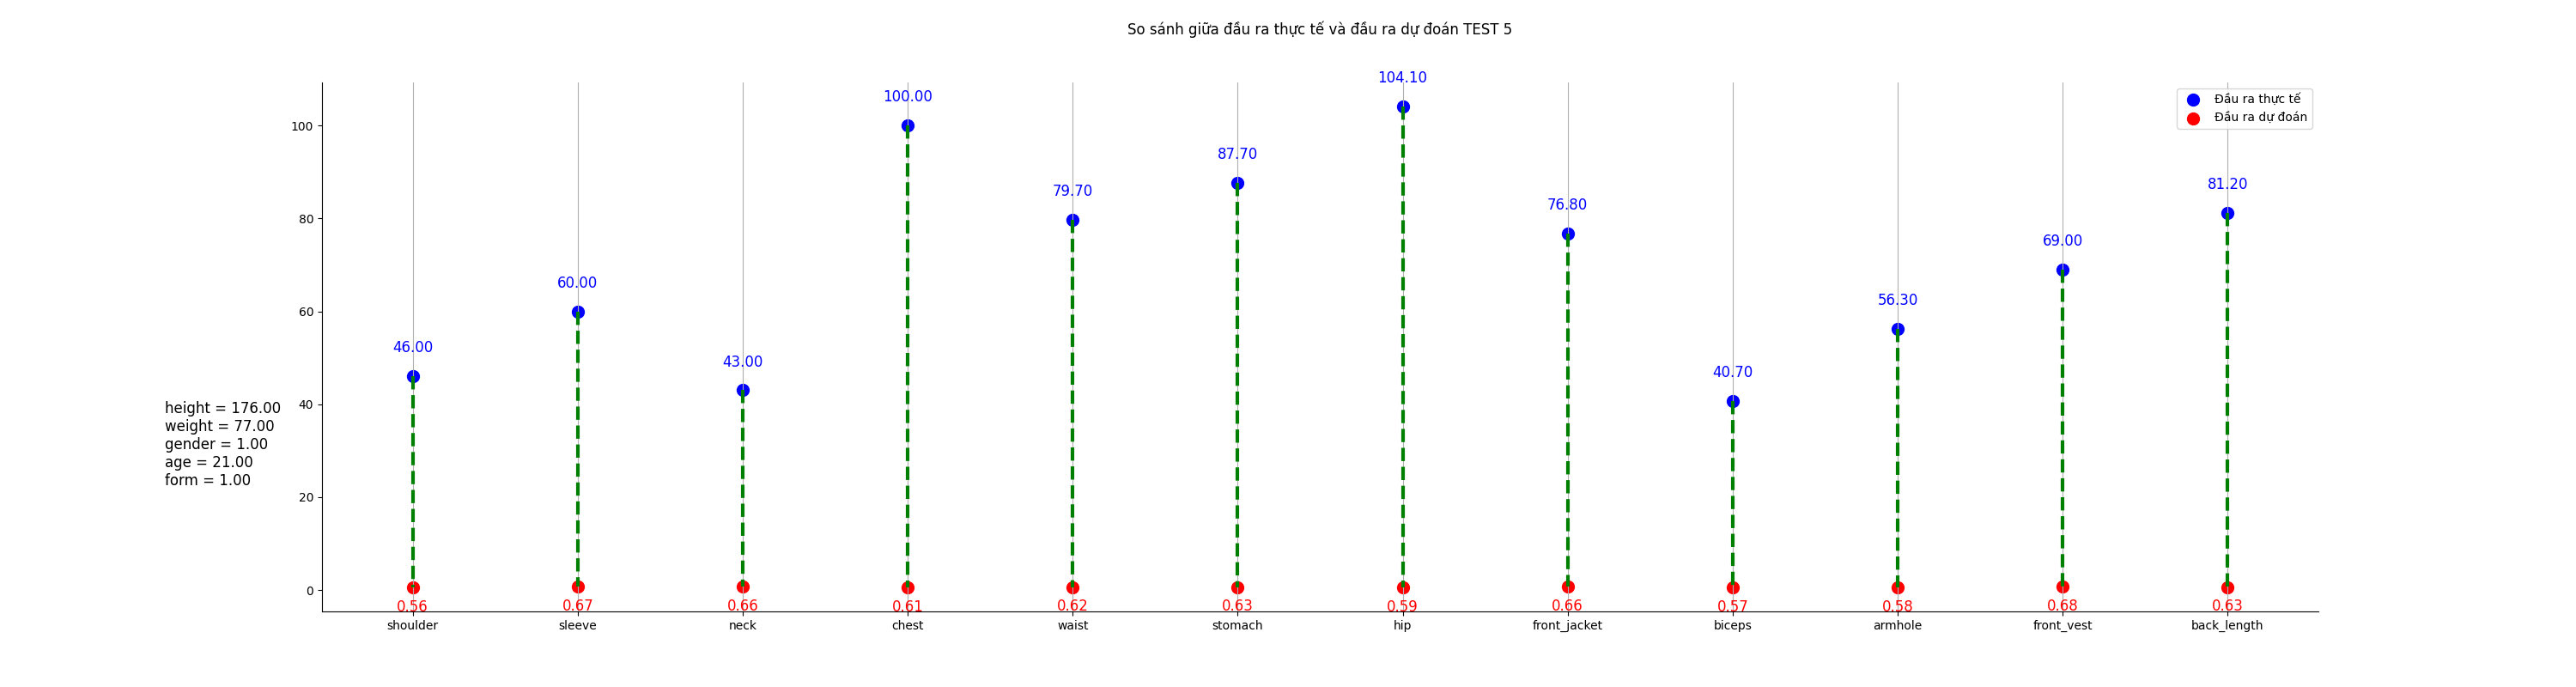 So sánh giữa đầu ra thực tế và đầu ra dự đoán TEST 5
104.10
100.00
87.70
81.20
79.70
76.80
69.00
60.00
56.30
46.00
43.00
40.70
Đầu ra thực tế
Đầu ra dự đoán
100
80
60
40
20
0
height = 176.00
weight = 77.00
gender = 1.00
age = 21.00
form = 1.00
0.56 0.67 0.66 0.61 0.62 0.63 0.59 0.66 0.57 0.58 0.68 0.63
shoulder sleeve neck chest waist stomach hip front_jacket biceps armhole front_vest back_length